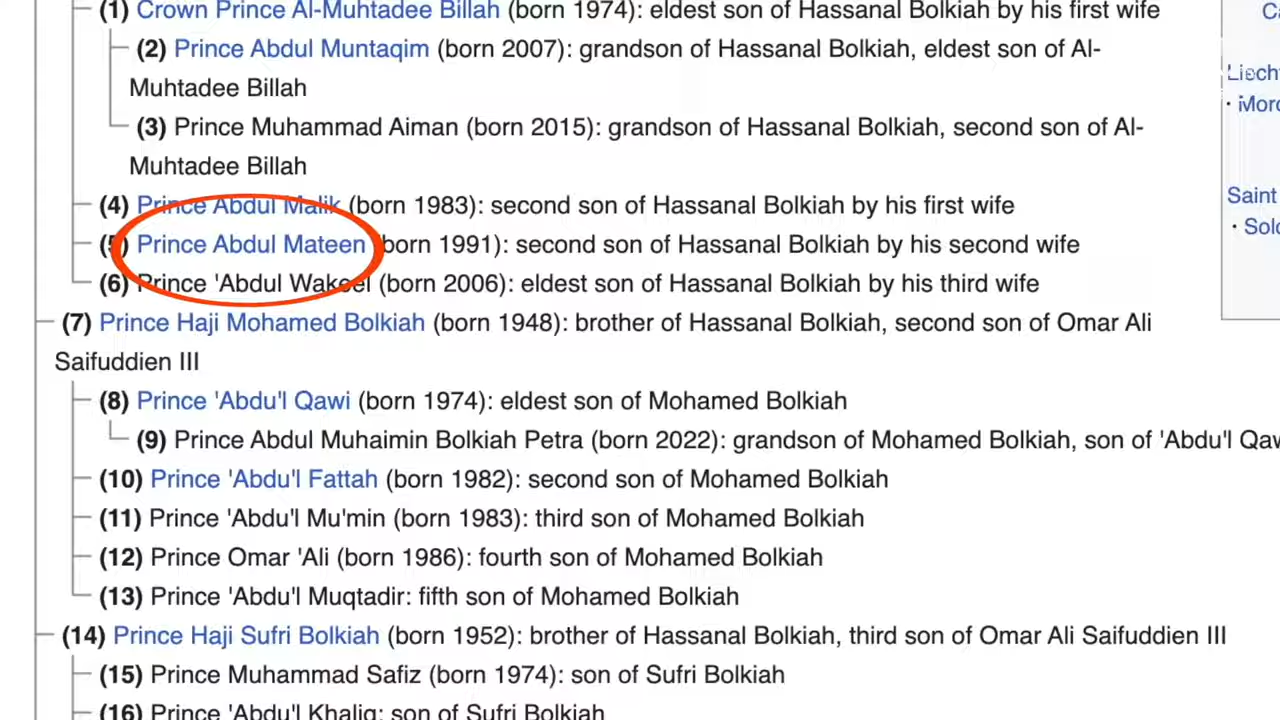 (1) Crown Prince Al-Muhtadee Billah (born 1974): eldest son of Hassanal Bolkiah by his first wife
(2) Prince Abdul Muntaqim (born 2007): grandson of Hassanal Bolkiah, eldest son of Al-
Muhtadee Billah
(3) Prince Muhammad Aiman (born 2015): grandson of Hassanal Bolkiah, second son of Al-
Muhtadee Billah
(4) Prince Abdul Malik (born 1983): second son of Hassanal Bolkiah by his first wife
(5) Prince Abdul Mateen (born 1991): second son of Hassanal Bolkiah by his second wife
(6) Prince 'Abdul Wakeel (born 2006): eldest son of Hassanal Bolkiah by his third wife
(7) Prince Haji Mohamed Bolkiah (born 1948): brother of Hassanal Bolkiah, second son of Omar Ali
Saifuddien III
(8) Prince 'Abdu'l Qawi (born 1974): eldest son of Mohamed Bolkiah
(9) Prince Abdul Muhaimin Bolkiah Petra (born 2022): grandson of Mohamed Bolkiah, son of 'Abdu'l Qaw
(10) Prince 'Abdu'l Fattah (born 1982): second son of Mohamed Bolkiah
(11) Prince 'Abdu'l Mu'min (born 1983): third son of Mohamed Bolkiah
(12) Prince Omar 'Ali (born 1986): fourth son of Mohamed Bolkiah
(13) Prince 'Abdu'l Muqtadir: fifth son of Mohamed Bolkiah
(14) Prince Haji Sufri Bolkiah (born 1952): brother of Hassanal Bolkiah, third son of Omar Ali Saifuddien III
(15) Prince Muhammad Safiz (born 1974): son of Sufri Bolkiah
(16) Prince 'Abdu'l Khaliq: son of Sufri Bolkiah
Ca
Liech
· Mor
Saint
· Solo